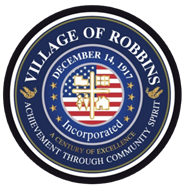 VILLAGE OF ROBBINS
DECEMBER 14, 1917
Incorporated
A CENTURY OF EXCELLENCE
ACHIEVEMENT THROUGH COMMUNITY SPIRIT